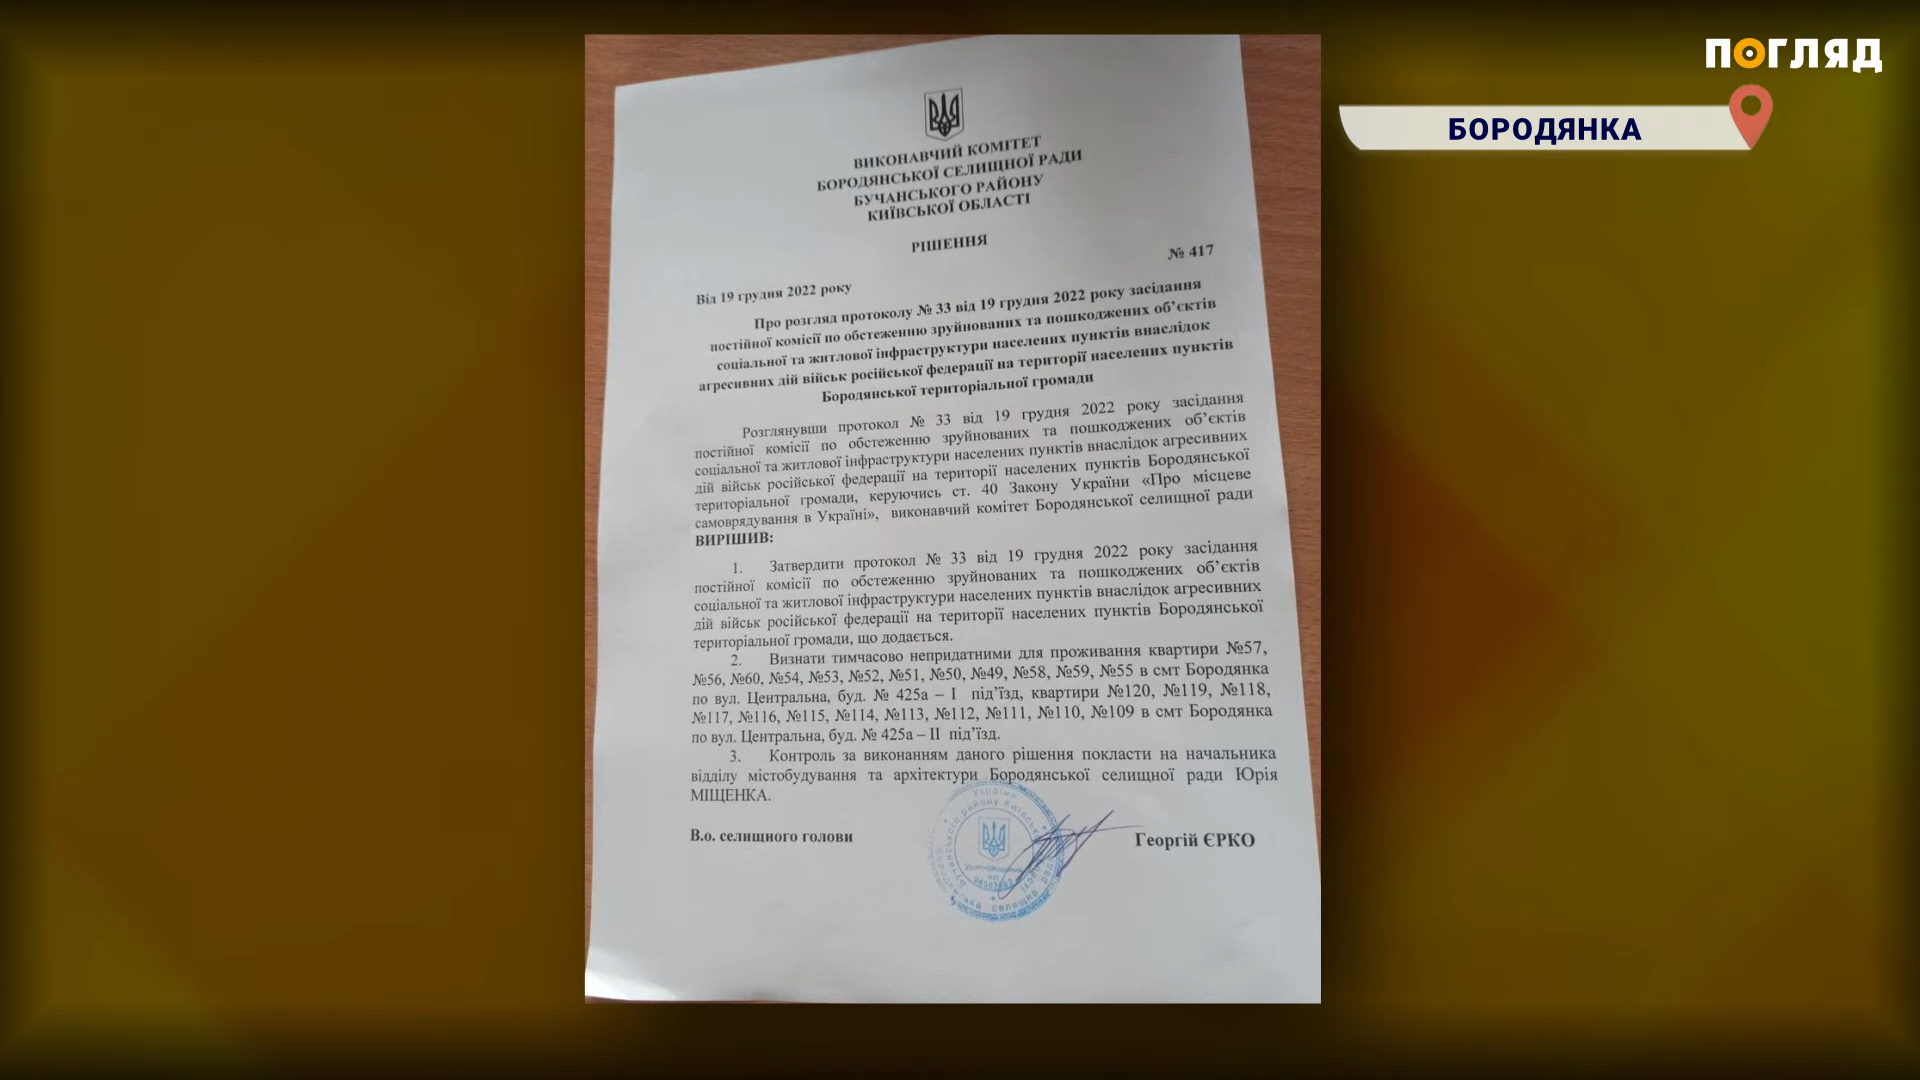 ПОГЛЯД
БОРОДЯНКА
ВИКОНАВЧИЙ КОМІТЕТ
БОРОДЯНСЬКОЇ СЕЛИЩНОЇ РАДИ
БУЧАНСЬКОГО РАЙОНУ
КИЇВСЬКОЇ ОБЛАСТІ
РІШЕННЯ
№ 417
Від 19 грудня 2022 року
Про розгляд протоколу № 33 від 19 грудня 2022 року засідання
постійної комісії по обстеженню зруйнованих та пошкоджених об’єктів
соціальної та житлової інфраструктури населених пунктів внаслідок
агресивних дій військ російської федерації на території населених пунктів
Бородянської територіальної громади
Розглянувши протокол № 33 від 19 грудня 2022 року засідання
постійної комісії по обстеженню зруйнованих та пошкоджених об’єктів
соціальної та житлової інфраструктури населених пунктів внаслідок агресивних
дій військ російської федерації на території населених пунктів Бородянської
територіальної громади, керуючись ст. 40 Закону України «Про місцеве
самоврядування в Україні», виконавчий комітет Бородянської селищної ради
ВИРІШИВ:
1. Затвердити протокол № 33 від 19 грудня 2022 року засідання
постійної комісії по обстеженню зруйнованих та пошкоджених об’єктів
соціальної та житлової інфраструктури населених пунктів внаслідок агресивних
дій військ російської федерації на території населених пунктів Бородянської
територіальної громади, що додається.
2. Визнати тимчасово непридатними для проживання квартири №57,
№56, №60, №54, №53, №52, №51, №50, №49, №58, №59, №55 в смт Бородянка
по вул. Центральна, буд. № 425а – І під’їзд, квартири №120, №119, №118,
№117, №116, №115, №114, №113, №112, №111, №110, №109 в смт Бородянка
по вул. Центральна, буд. № 425а – ІІ під’їзд.
3. Контроль за виконанням даного рішення покласти на начальника
відділу містобудування та архітектури Бородянської селищної ради Юрія
МІЩЕНКА.
В.о. селищного голови
Георгій ЄРКО
Україна
Бучанського району Київської
селищна рада